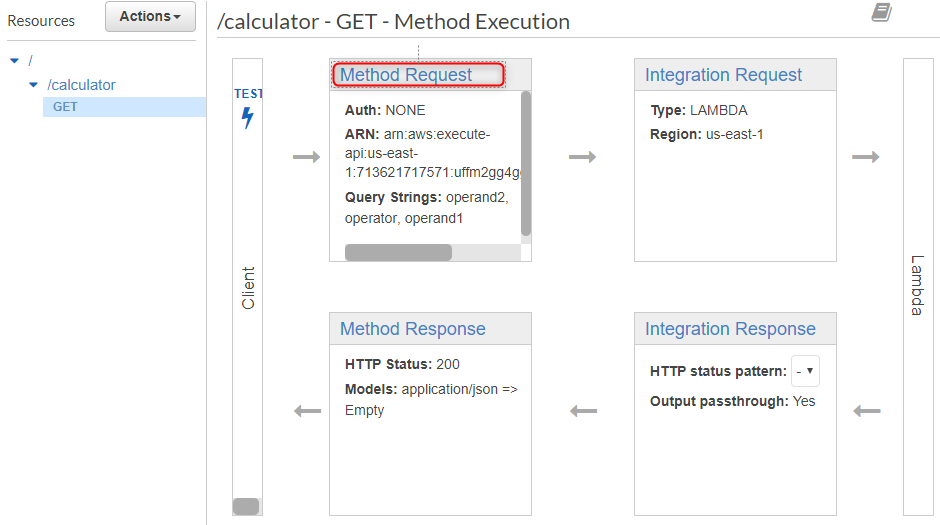 Resources
Actions
/calculator - GET - Method Execution
/
/calculator
GET
TEST
Client
Method Request
Auth: NONE
ARN: arn:aws:execute-
api:us-east-
1:713621717571:uffm2gg4g
Query Strings: operand2,
operator, operand1
Integration Request
Type: LAMBDA
Region: us-east-1
Lambda
Method Response
HTTP Status: 200
Models: application/json =>
Empty
Integration Response
HTTP status pattern: -
Output passthrough: Yes